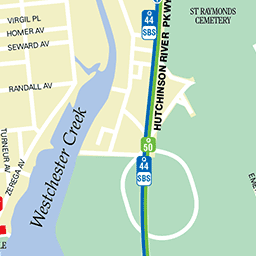 VIRGIL PL
HOMER AV
SEWARD AV
RANDALL AV
TURNEUR AV
ZEREGA AV
Westchester Creek
Q
44
SBS
HUTCHINSON RIVER PKWY
ST RAYMONDS
CEMETERY
Q
50
Q
44
SBS
LE